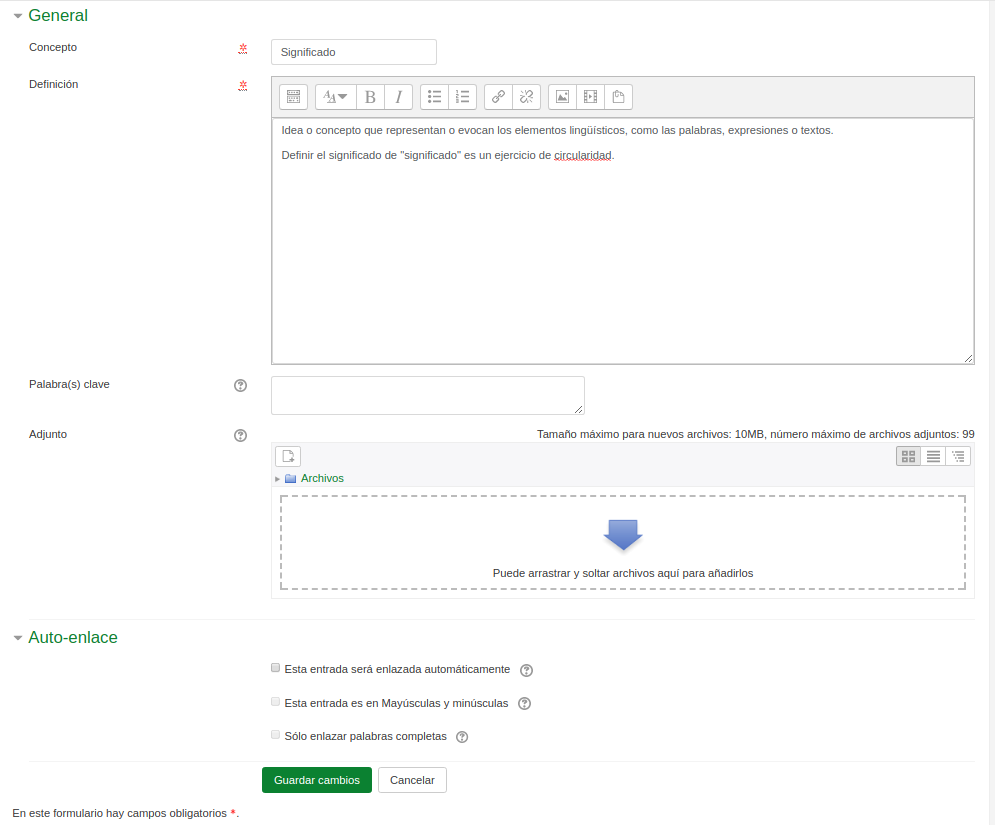 General
Concepto
Significado
Definición
Idea o concepto que representan o evocan los elementos lingüísticos, como las palabras, expresiones o textos.
Definir el significado de "significado" es un ejercicio de circularidad.
Palabra(s) clave
Adjunto
Tamaño máximo para nuevos archivos: 10MB, número máximo de archivos adjuntos: 99
Archivos
Puede arrastrar y soltar archivos aquí para añadirlos
Auto-enlace
Esta entrada será enlazada automáticamente
Esta entrada es en Mayúsculas y minúsculas
Sólo enlazar palabras completas
Guardar cambios Cancelar
En este formulario hay campos obligatorios *.